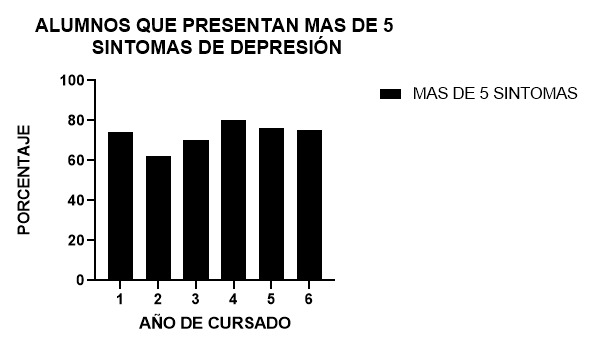 ALUMNOS QUE PRESENTAN MAS DE 5
SINTOMAS DE DEPRESIÓN
MAS DE 5 SINTOMAS
PORCENTAJE
100
80
60
40
20
0
1 2 3 4 5 6
AÑO DE CURSADO